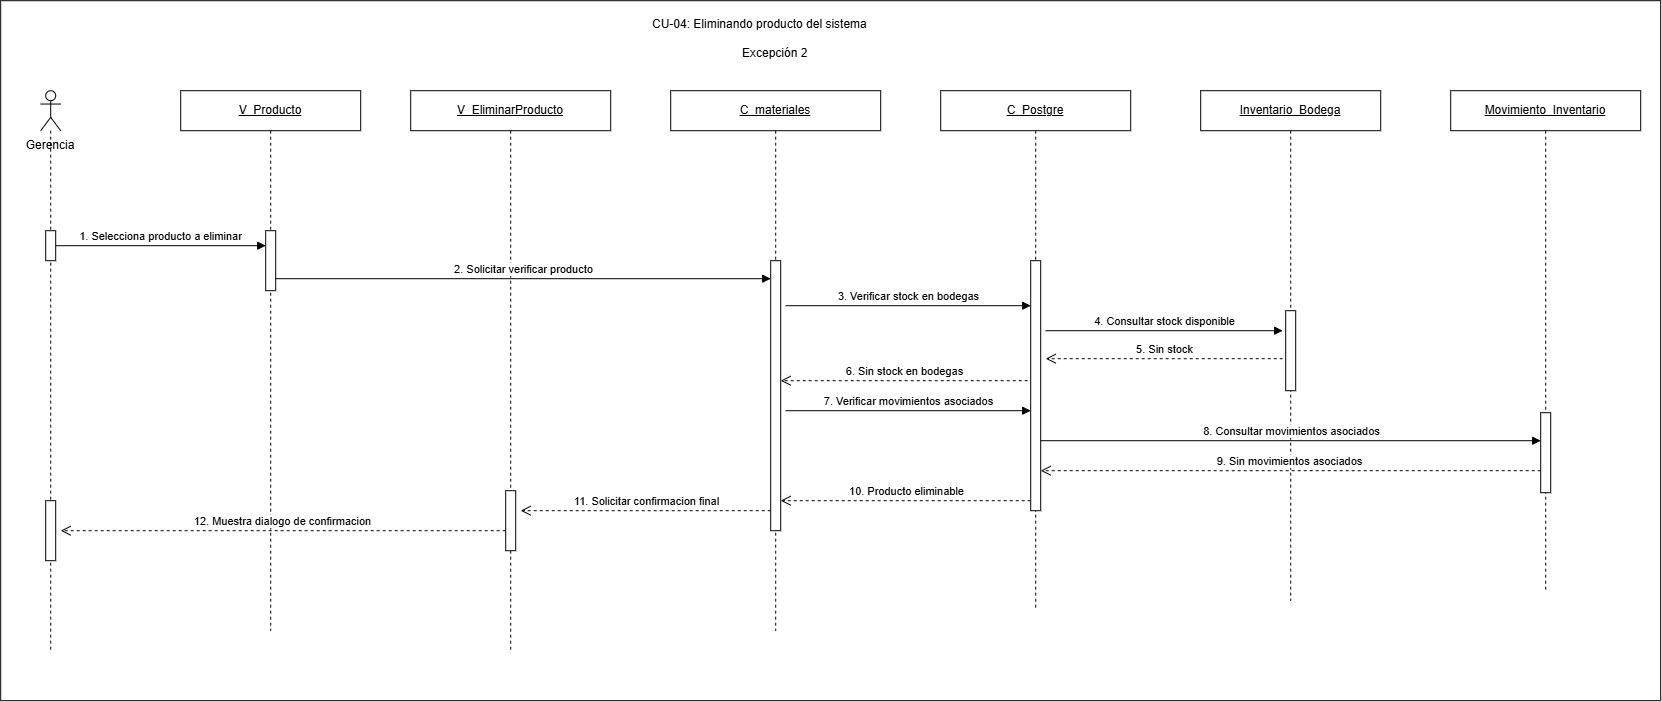 CU-04: Eliminando producto del sistema
Excepción 2
V_Producto
V_EliminarProducto
C_materiales
C_Postgre
Inventario_Bodega
Movimiento_Inventario
Gerencia
1. Selecciona producto a eliminar
2. Solicitar verificar producto
3. Verificar stock en bodegas
4. Consultar stock disponible
5. Sin stock
6. Sin stock en bodegas
7. Verificar movimientos asociados
8. Consultar movimientos asociados
9. Sin movimientos asociados
10. Producto eliminable
11. Solicitar confirmacion final
12. Muestra dialogo de confirmacion